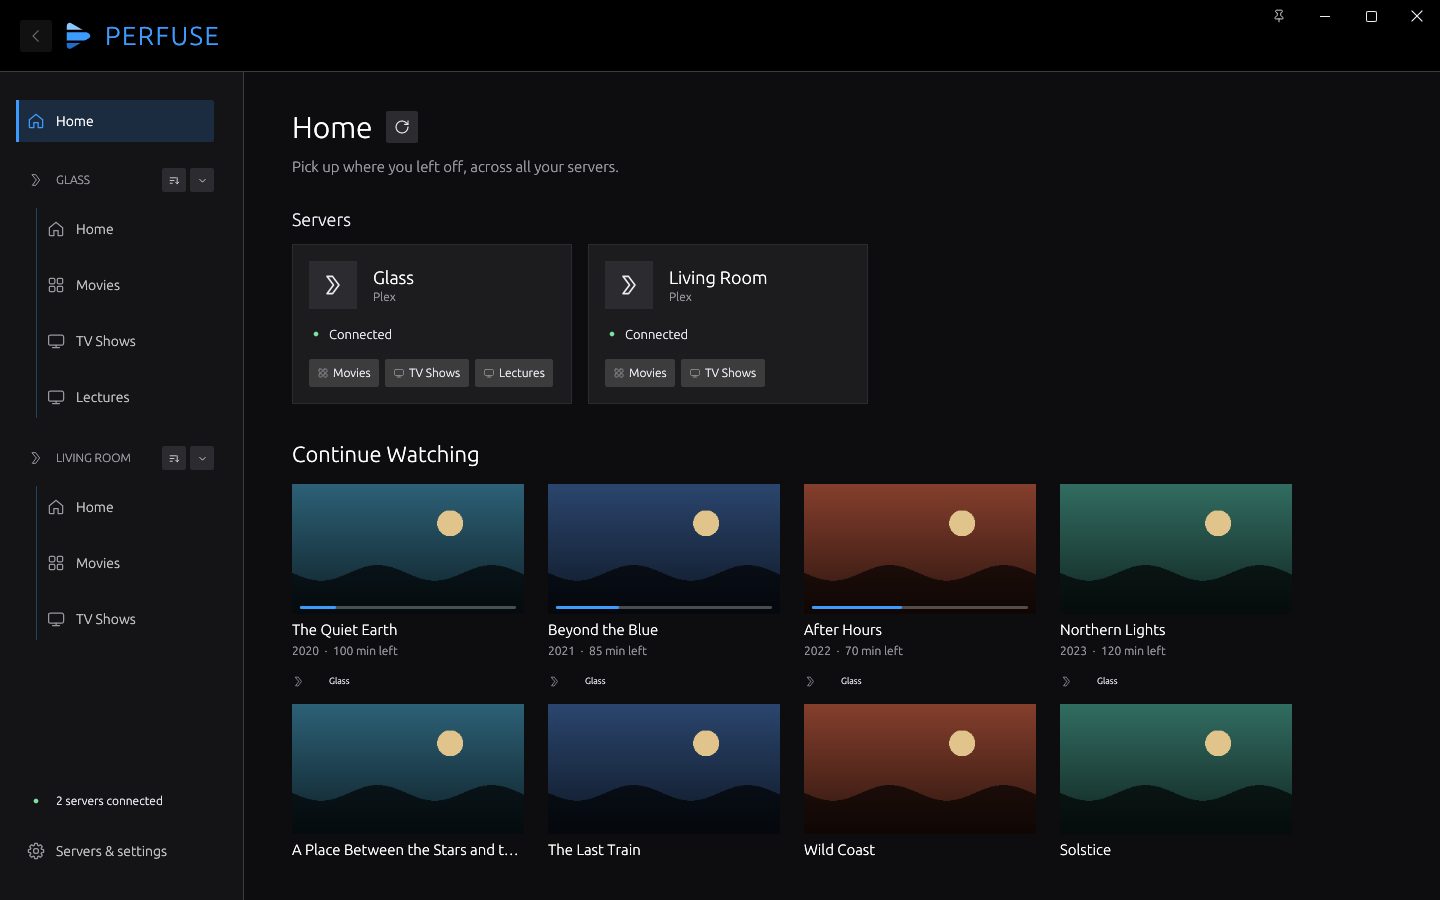 PERFUSE
Home
GLASS
Home
Movies
TV Shows
Lectures
LIVING ROOM
Home
Movies
TV Shows
2 servers connected
Servers & settings
Home
Pick up where you left off, across all your servers.
Servers
Glass
Plex
Connected
Movies TV Shows Lectures
Living Room
Plex
Connected
Movies TV Shows
Continue Watching
The Quiet Earth
2020 · 100 min left
Glass
Beyond the Blue
2021 · 85 min left
Glass
After Hours
2022 · 70 min left
Glass
Northern Lights
2023 · 120 min left
Glass
A Place Between the Stars and t...
The Last Train
Wild Coast
Solstice